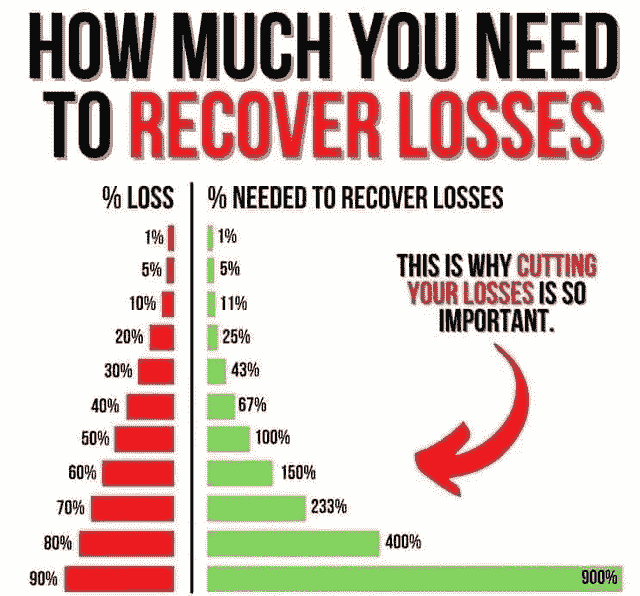 HOW MUCH YOU NEED
TO RECOVER LOSSES
% LOSS % NEEDED TO RECOVER LOSSES
1% 1%
5% 5%
10% 11%
20% 25%
30% 43%
40% 67%
50% 100%
60% 150%
70% 233%
80% 400%
90% 900%
THIS IS WHY CUTTING
YOUR LOSSES IS SO
IMPORTANT.